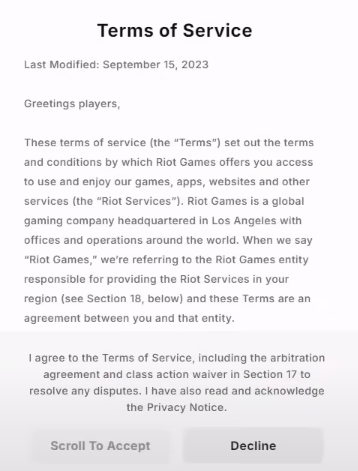 Terms of Service
Last Modified: September 15, 2023
Greetings players,
These terms of service (the “Terms”) set out the terms
and conditions by which Riot Games offers you access
to use and enjoy our games, apps, websites and other
services (the “Riot Services”). Riot Games is a global
gaming company headquartered in Los Angeles with
offices and operations around the world. When we say
“Riot Games,” we’re referring to the Riot Games entity
responsible for providing the Riot Services in your
region (see Section 18, below) and these Terms are an
agreement between you and that entity.
I agree to the Terms of Service, including the arbitration
agreement and class action waiver in Section 17 to
resolve any disputes. I have also read and acknowledge
the Privacy Notice.
Scroll To Accept
Decline